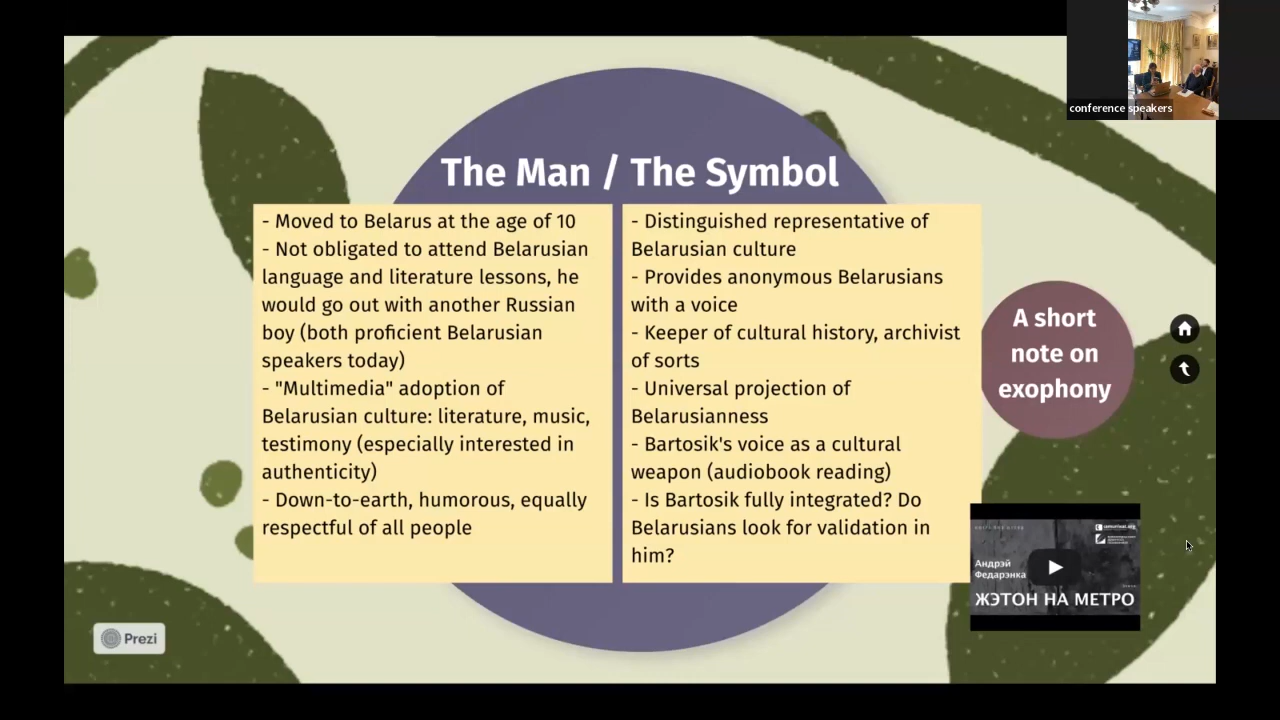 conference speakers
The Man / The Symbol
- Moved to Belarus at the age of 10
- Not obligated to attend Belarusian
language and literature lessons, he
would go out with another Russian
boy (both proficient Belarusian
speakers today)
- "Multimedia" adoption of
Belarusian culture: literature, music,
testimony (especially interested in
authenticity)
- Down-to-earth, humorous, equally
respectful of all people
- Distinguished representative of
Belarusian culture
- Provides anonymous Belarusians
with a voice
- Keeper of cultural history, archivist
of sorts
- Universal projection of
Belarusianness
- Bartosik's voice as a cultural
weapon (audiobook reading)
- Is Bartosik fully integrated? Do
Belarusians look for validation in
him?
A short
note on
exophony
Андрэй
Федарэнка
ЖЭТОН НА МЕТРО
Prezi